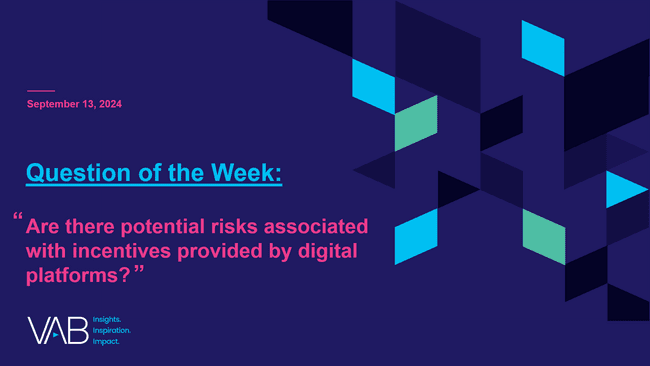 September 13, 2024
Question of the Week:
“Are there potential risks associated
with incentives provided by digital
platforms?”
VAB
Insights.
Inspiration.
Impact.